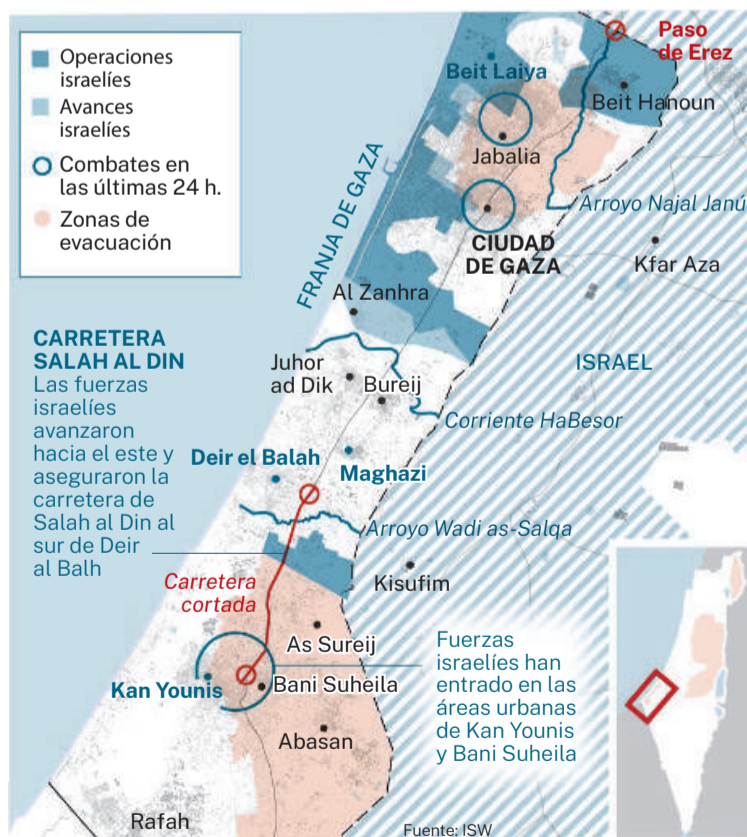 Operaciones
israelíes
Avances
israelíes
Combates en
las últimas 24 h.
Zonas de
evacuación
Paso
de Erez
Beit Laiya
Beit Hanoun
Jabalia
FRANJA DE GAZA
Arroyo Najal Janú
CIUDAD
DE GAZA
Kfar Aza
Al Zanhra
CARRETERA
SALAH AL DIN
Las fuerzas
israelíes
avanzaron
hacia el este y
aseguraron la
carretera de
Salah al Din al
sur de Deir
al Balh
Juhor
ad Dik
Bureij
ISRAEL
Corriente HaBesor
Deir el Balah
Maghazi
Arroyo Wadi as-Salqa
Kisufim
Carretera
cortada
As Sureij
Kan Younis
Bani Suheila
Abasan
Fuerzas
israelíes han
entrado en las
áreas urbanas
de Kan Younis
y Bani Suheila
Rafah
Fuente: ISW